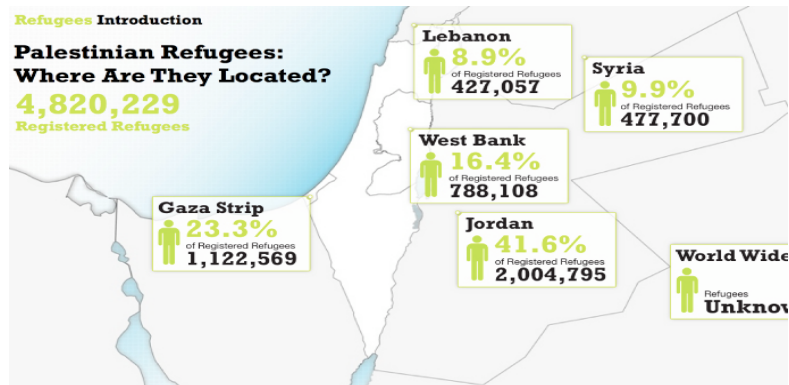 Refugees Introduction
Palestinian Refugees:
Where Are They Located?
4,820,229
Registered Refugees
Lebanon
8.9%
of Registered Refugees
427,057
Syria
9.9%
of Registered Refugees
477,700
West Bank
16.4%
of Registered Refugees
788,108
Gaza Strip
23.3%
of Registered Refugees
1,122,569
Jordan
41.6%
of Registered Refugees
2,004,795
World Wide
Refugees